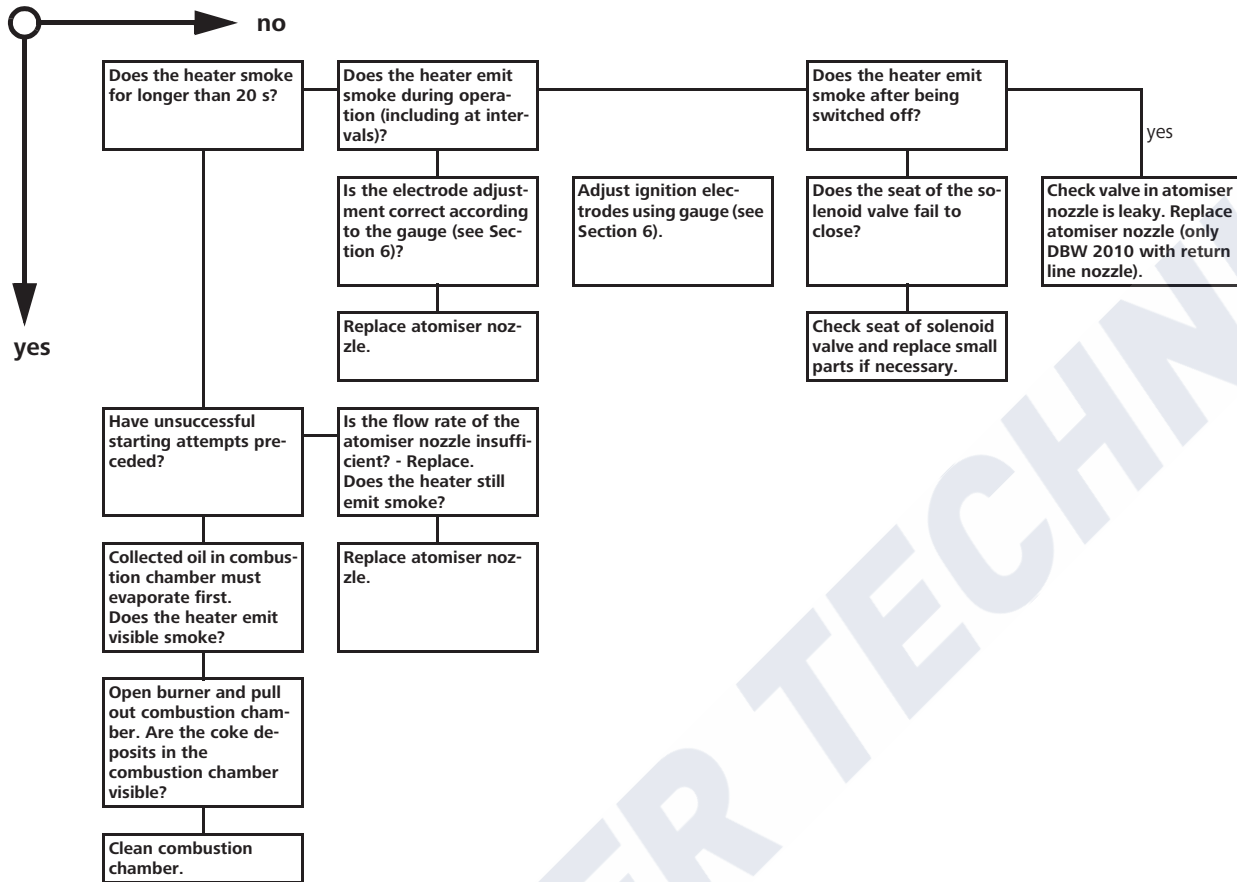 no
yes
Does the heater smoke
for longer than 20 s?
Does the heater emit
smoke during opera-
tion (including at inter-
vals)?
Does the heater emit
smoke after being
switched off?
yes
Is the electrode adjust-
ment correct according
to the gauge (see Sec-
tion 6)?
Adjust ignition elec-
trodes using gauge (see
Section 6).
Does the seat of the so-
lenoid valve fail to
close?
Check valve in atomiser
nozzle is leaky. Replace
atomiser nozzle (only
DBW 2010 with return
line nozzle).
Replace atomiser noz-
zle.
Check seat of solenoid
valve and replace small
parts if necessary.
Have unsuccessful
starting attempts pre-
ceded?
Is the flow rate of the
atomiser nozzle insuffi-
cient? - Replace.
Does the heater still
emit smoke?
Collected oil in combus-
tion chamber must
evaporate first.
Does the heater emit
visible smoke?
Replace atomiser noz-
zle.
Open burner and pull
out combustion cham-
ber. Are the coke de-
posits in the
combustion chamber
visible?
Clean combustion
chamber.
ER TECHN